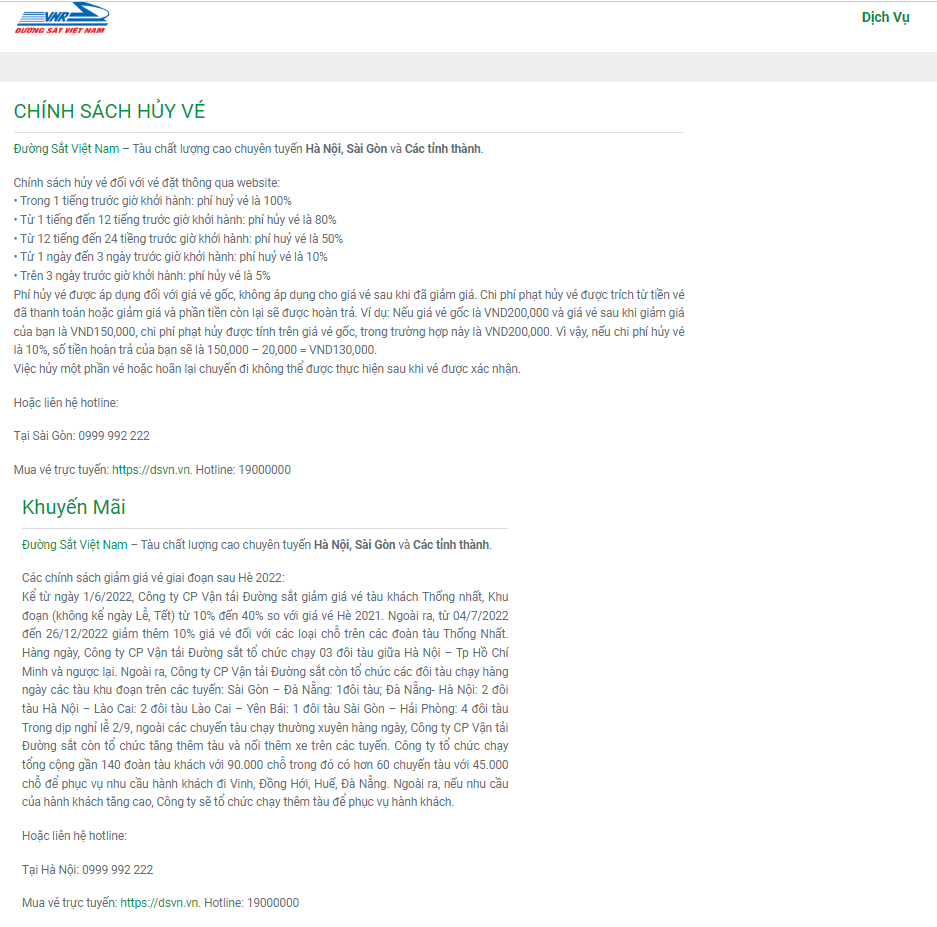 VNR
ĐƯỜNG SẮT VIỆT NAM
Dịch Vụ
CHÍNH SÁCH HỦY VÉ
Đường Sắt Việt Nam – Tàu chất lượng cao chuyên tuyến Hà Nội, Sài Gòn và Các tỉnh thành.
Chính sách hủy vé đối với vé đặt thông qua website:
• Trong 1 tiếng trước giờ khởi hành: phí huỷ vé là 100%
• Từ 1 tiếng đến 12 tiếng trước giờ khởi hành: phí hủy vé là 80%
• Từ 12 tiếng đến 24 tiềng trước giờ khởi hành: phí huỷ vé là 50%
• Từ 1 ngày đến 3 ngày trước giờ khởi hành: phí huỷ vé là 10%
• Trên 3 ngày trước giờ khởi hành: phí hủy vé là 5%
Phí hủy vé được áp dụng đối với giá vé gốc, không áp dụng cho giá vé sau khi đã giảm giá. Chi phí phạt hủy vé được trích từ tiền vé
đã thanh toán hoặc giảm giá và phần tiền còn lại sẽ được hoàn trả. Ví dụ: Nếu giá vé gốc là VND200,000 và giá vé sau khi giảm giá
của bạn là VND150,000, chi phí phạt hủy được tính trên giá vé gốc, trong trường hợp này là VND200,000. Vì vậy, nếu chi phí hủy vé
là 10%, số tiền hoàn trả của bạn sẽ là 150,000 – 20,000 = VND130,000.
Việc hủy một phần vé hoặc hoãn lại chuyến đi không thể được thực hiện sau khi vé được xác nhận.
Hoặc liên hệ hotline:
Tại Sài Gòn: 0999 992 222
Mua vé trực tuyến: https://dsvn.vn. Hotline: 19000000
Khuyến Mãi
Đường Sắt Việt Nam – Tàu chất lượng cao chuyên tuyến Hà Nội, Sài Gòn và Các tỉnh thành.
Các chính sách giảm giá vé giai đoạn sau Hè 2022:
Kể từ ngày 1/6/2022, Công ty CP Vận tải Đường sắt giảm giá vé tàu khách Thống nhất, Khu
đoạn (không kể ngày Lễ, Tết) từ 10% đến 40% so với giá vé Hè 2021. Ngoài ra, từ 04/7/2022
đến 26/12/2022 giảm thêm 10% giá vé đối với các loại chỗ trên các đoàn tàu Thống Nhất.
Hàng ngày, Công ty CP Vận tải Đường sắt tổ chức chạy 03 đôi tàu giữa Hà Nội – Tp Hồ Chí
Minh và ngược lại. Ngoài ra, Công ty CP Vận tải Đường sắt còn tổ chức các đôi tàu chạy hàng
ngày các tàu khu đoạn trên các tuyến: Sài Gòn – Đà Nẵng: 1đôi tàu; Đà Nẵng- Hà Nội: 2 đôi
tàu Hà Nội – Lào Cai: 2 đôi tàu Lào Cai – Yên Bái: 1 đôi tàu Sài Gòn – Hải Phòng: 4 đôi tàu
Trong dịp nghỉ lễ 2/9, ngoài các chuyến tàu chạy thường xuyên hàng ngày, Công ty CP Vận tải
Đường sắt còn tổ chức tăng thêm tàu và nối thêm xe trên các tuyến. Công ty tổ chức chạy
tổng cộng gần 140 đoàn tàu khách với 90.000 chỗ trong đó có hơn 60 chuyến tàu với 45.000
chỗ để phục vụ nhu cầu hành khách đi Vinh, Đồng Hới, Huế, Đà Nẵng. Ngoài ra, nếu nhu cầu
của hành khách tăng cao, Công ty sẽ tổ chức chạy thêm tàu để phục vụ hành khách.
Hoặc liên hệ hotline:
Tại Hà Nội: 0999 992 222
Mua vé trực tuyến: https://dsvn.vn. Hotline: 19000000